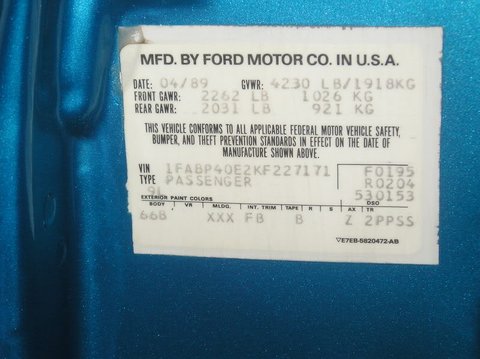 MFD. BY FORD MOTOR CO. IN U.S.A.
DATE: 04/89 GVWR: 4230 LB/1918KG
FRONT GAWR: 2262 LB 1026 KG
REAR GAWR: 2031 LB 921 KG
THIS VEHICLE CONFORMS TO ALL APPLICABLE FEDERAL MOTOR VEHICLE SAFETY,
BUMPER, AND THEFT PREVENTION STANDARDS IN EFFECT ON THE DATE OF
MANUFACTURE SHOWN ABOVE.
VIN 1FABP40E2KF227171 F0195
TYPE PASSENGER R0204
9L 530153
EXTERIOR PAINT COLORS DSO
BODY VR MLDG. INT. TRIM TAPE R S AX TR
66B XXX FB B Z 2PPSS
▽E7EB-5820472-AB